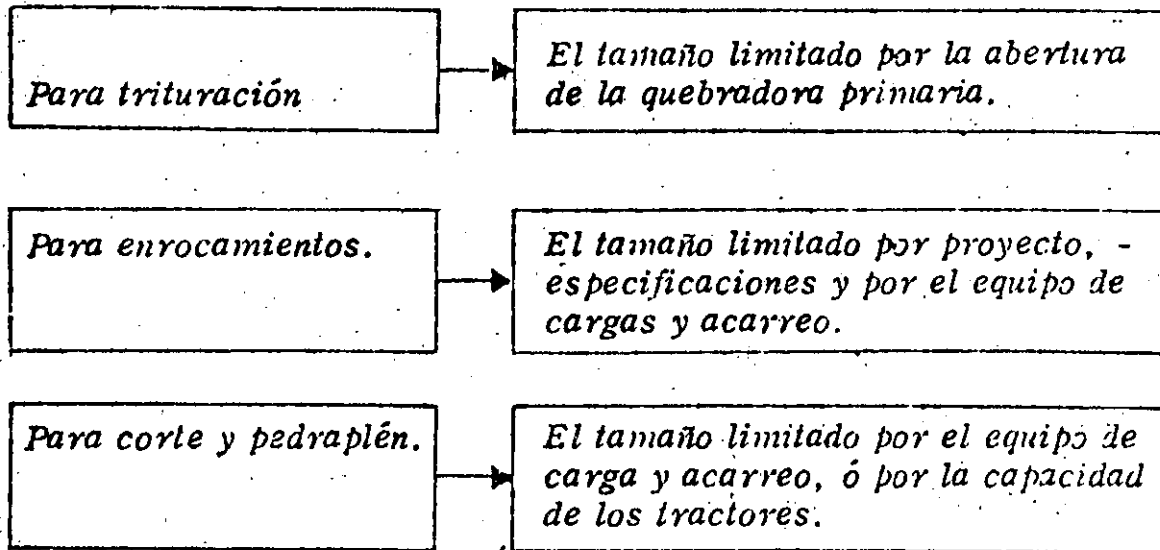 Para trituración
El tamaño limitado por la abertura
de la quebradora primaria.
Para enrocamientos.
El tamaño limitado por proyecto, -
especificaciones y por el equipo de
cargas y acarreo.
Para corte y pedraplén.
El tamaño limitado por el equipo de
carga y acarreo, ó por la capacidad
de los tractores.